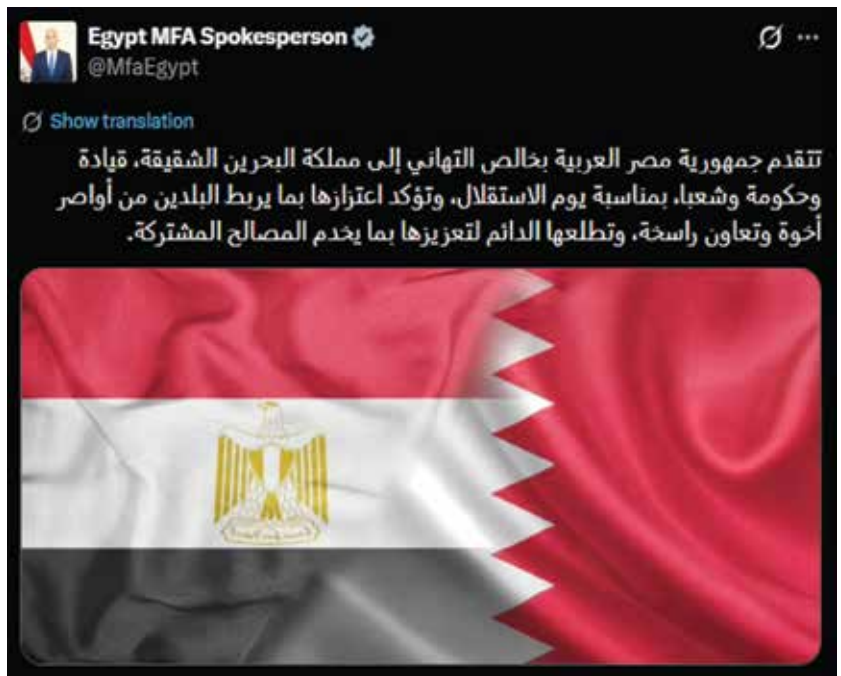 Egypt MFA Spokesperson
@MfaEgypt
Show translation
تتقدم جمهورية مصر العربية بخالص التهاني إلى مملكة البحرين الشقيقة، قيادة
وحكومة وشعبا، بمناسبة يوم الاستقلال، وتؤكد اعتزازها بما يربط البلدين من أواصر
أخوة وتعاون راسخة، وتطلعها الدائم لتعزيزها بما يخدم المصالح المشتركة.